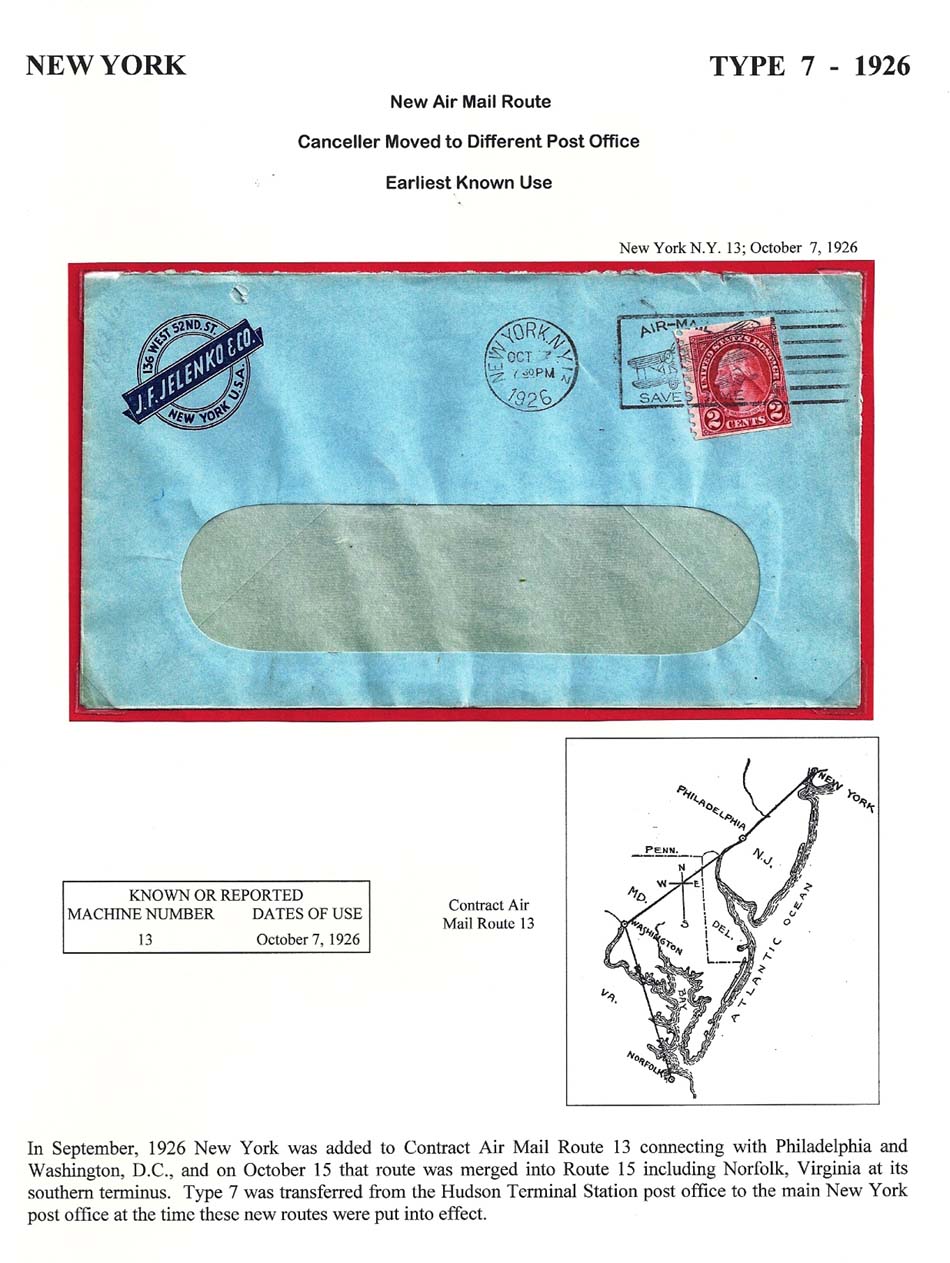 NEW YORK
TYPE 7 - 1926
New Air Mail Route
Canceller Moved to Different Post Office
Earliest Known Use
New York N.Y. 13; October 7, 1926
136 WEST 52ND. ST.
J.F. JELENKO & CO.
NEW YORK U.S.A.
NEW YORK, N.Y.
OCT 7
7 30 PM
1926
AIR-MAIL
SAVES
UNITED STATES POSTAGE
2 CENTS 2
NEW YORK
PHILADELPHIA
PENN.
N.J.
N
W E
S
MD.
DEL.
WASHINGTON
ATLANTIC OCEAN
BAY
VA.
NORFOLK
KNOWN OR REPORTED
MACHINE NUMBER DATES OF USE
13 October 7, 1926
Contract Air
Mail Route 13
In September, 1926 New York was added to Contract Air Mail Route 13 connecting with Philadelphia and
Washington, D.C., and on October 15 that route was merged into Route 15 including Norfolk, Virginia at its
southern terminus. Type 7 was transferred from the Hudson Terminal Station post office to the main New York
post office at the time these new routes were put into effect.